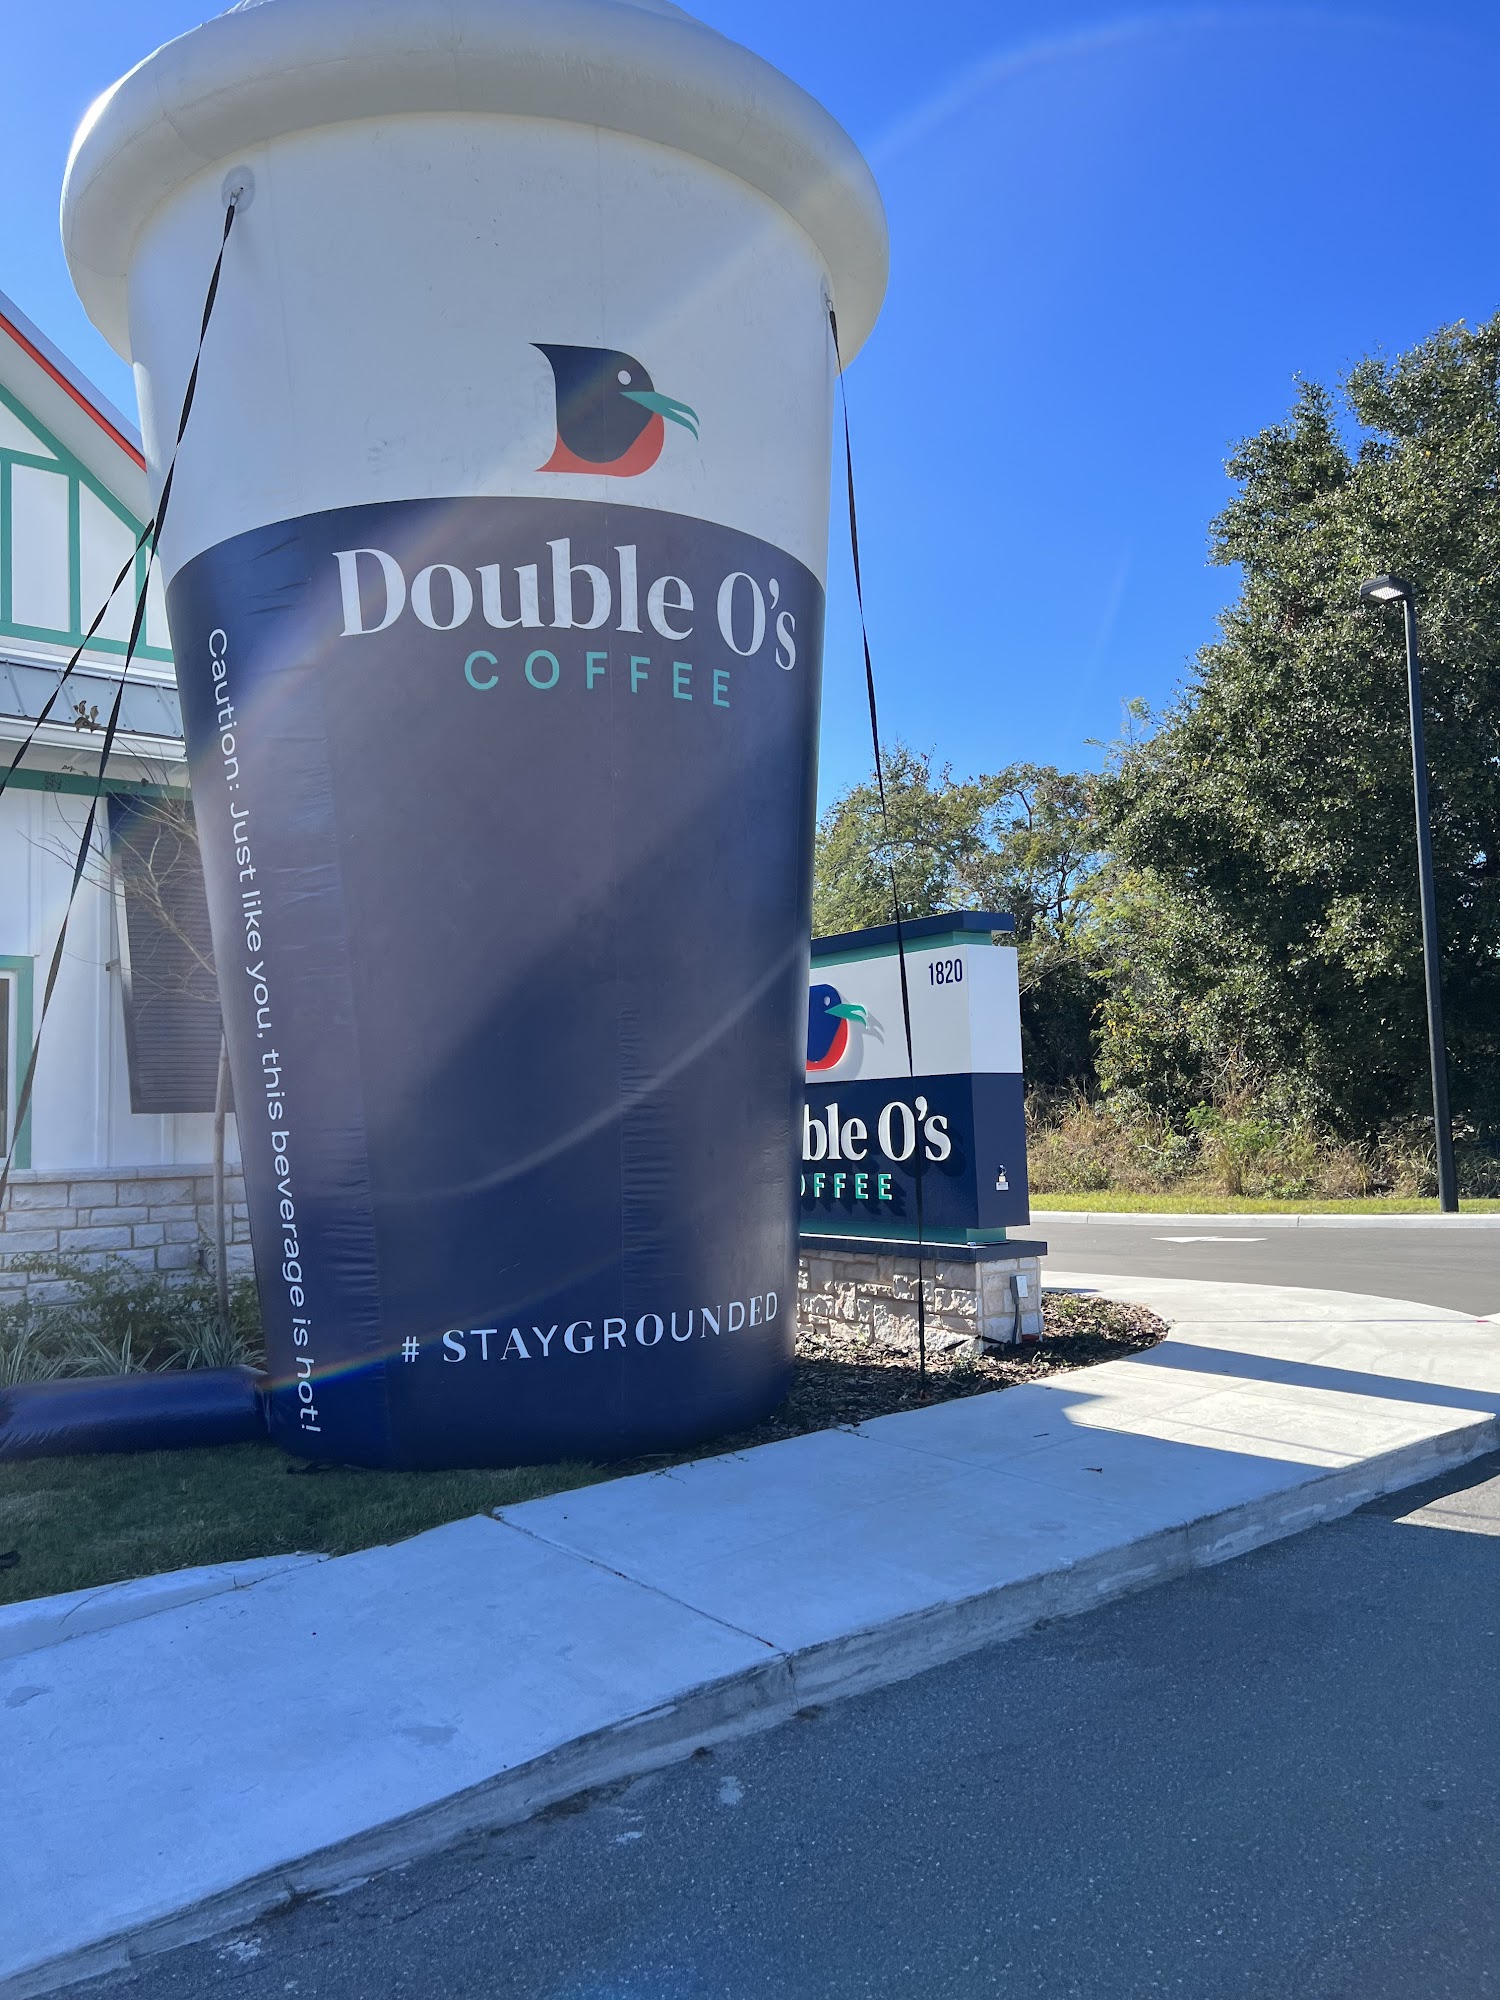 Double O's
COFFEE
Caution: Just like you, this beverage is hot!
# STAYGROUNDED
1820
ble O's
OFFEE